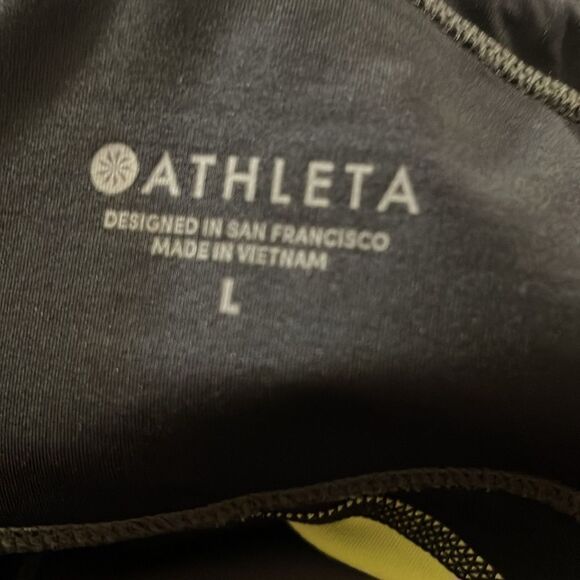 ATHLETA
DESIGNED IN SAN FRANCISCO
MADE IN VIETNAM
L